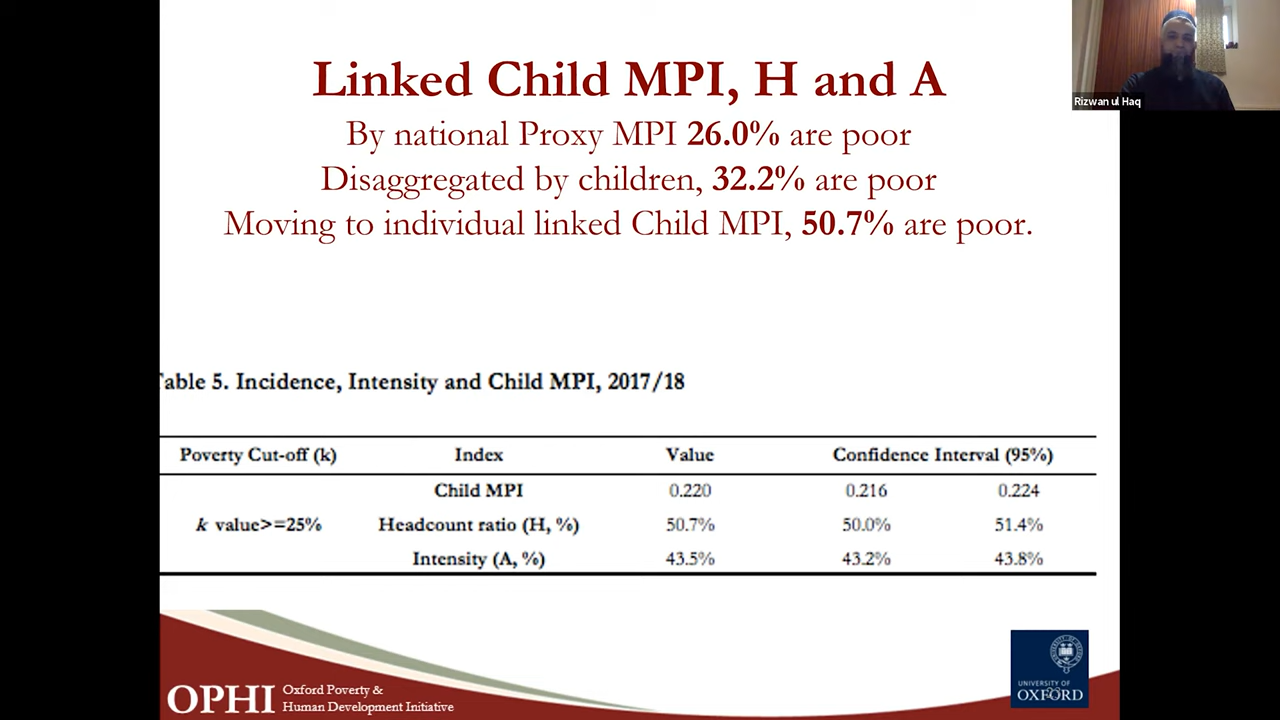 Linked Child MPI, H and A
By national Proxy MPI 26.0% are poor
Disaggregated by children, 32.2% are poor
Moving to individual linked Child MPI, 50.7% are poor.
Rizwan ul Haq
Table 5. Incidence, Intensity and Child MPI, 2017/18
Poverty Cut-off (k) Index Value Confidence Interval (95%)
Child MPI 0.220 0.216 0.224
k value>=25% Headcount ratio (H, %) 50.7% 50.0% 51.4%
Intensity (A, %) 43.5% 43.2% 43.8%
OPHI
Oxford Poverty &
Human Development Initiative
UNIVERSITY OF
OXFORD